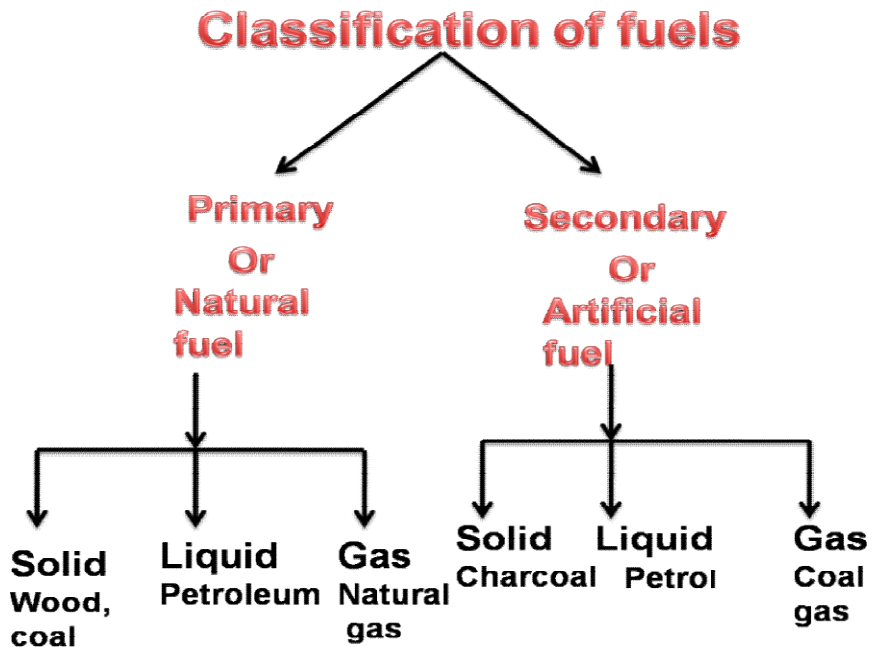 Classification of fuels
Primary
Or
Natural
fuel
Secondary
Or
Artificial
fuel
Solid
Wood,
coal
Liquid
Petroleum
Gas
Natural
gas
Solid
Charcoal
Liquid
Petrol
Gas
Coal
gas